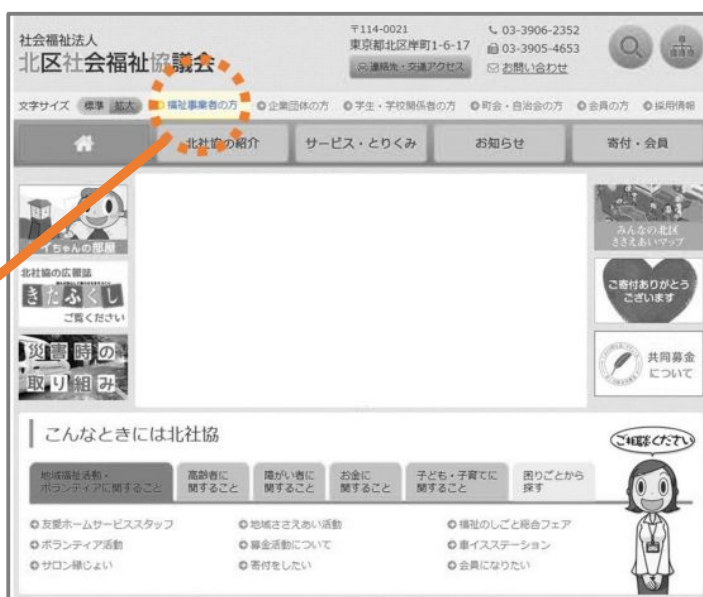 社会福祉法人
北区社会福祉協議会
〒114-0021
東京都北区岸町1-6-17
連絡先・交通アクセス
03-3906-2352
03-3905-4653
お問い合わせ
文字サイズ 標準 拡大
福祉事業者の方 企業団体の方 学生・学校関係者の方 町会・自治会の方 会員の方 採用情報
北社協の紹介 サービス・とりくみ お知らせ 寄付・会員
イちゃんの部屋
北社協の広報誌
きたふくし
ご覧ください
災害時の
取り組み
みんなの北区
ささえあいマップ
ご寄付ありがとう
ございます
共同募金
について
こんなときには北社協
ご相談ください
地域福祉活動・
ボランティアに関すること
高齢者に
関すること
障がい者に
関すること
お金に
関すること
子ども・子育てに
関すること
困りごとから
探す
友愛ホームサービススタッフ 地域ささえあい活動 福祉のしごと総合フェア
ボランティア活動 募金活動について 車イスステーション
サロン縁じょい 寄付をしたい 会員になりたい